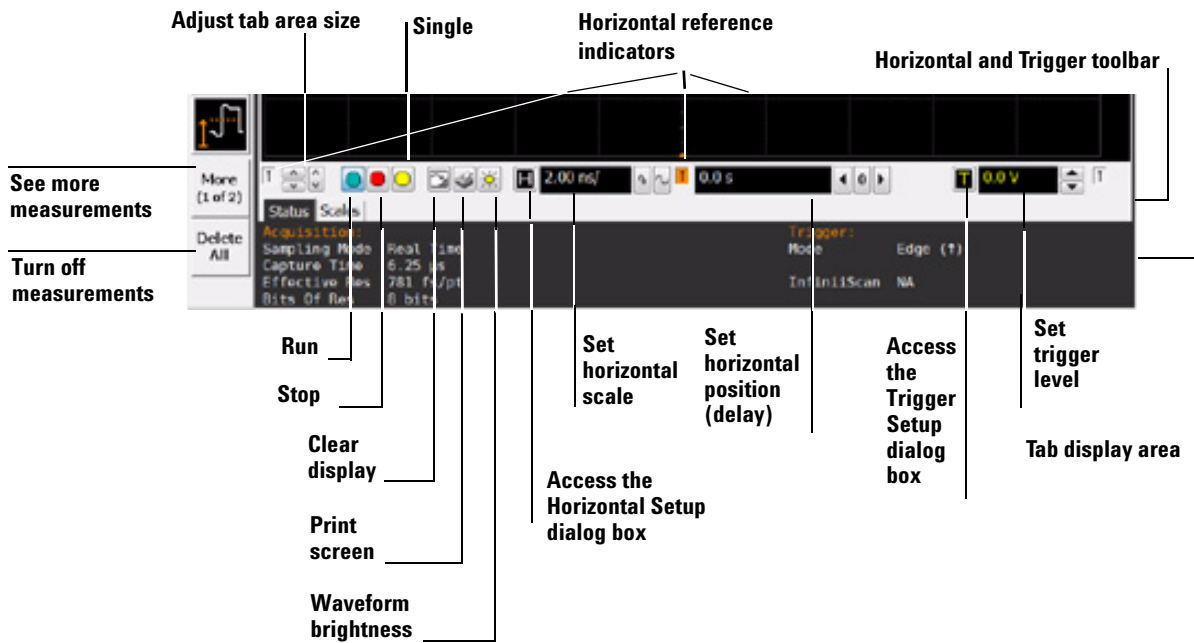 Adjust tab area size
Single
Horizontal reference
indicators
Horizontal and Trigger toolbar
See more
measurements
Turn off
measurements
More
(1 of 2)
Delete
All
T
H
2.00 ns/
T
0.0 s
0
T
0.0 V
T
Status Scales
Acquisition:
Sampling Mode Real Time
Capture Time 6.25 µs
Effective Res 781 fs/pt
Bits Of Res 8 bits
Trigger:
Mode Edge (↑)
InfiniiScan NA
Run
Stop
Clear
display
Print
screen
Waveform
brightness
Access the
Horizontal Setup
dialog box
Set
horizontal
scale
Set
horizontal
position
(delay)
Access
the
Trigger
Setup
dialog
box
Set
trigger
level
Tab display area